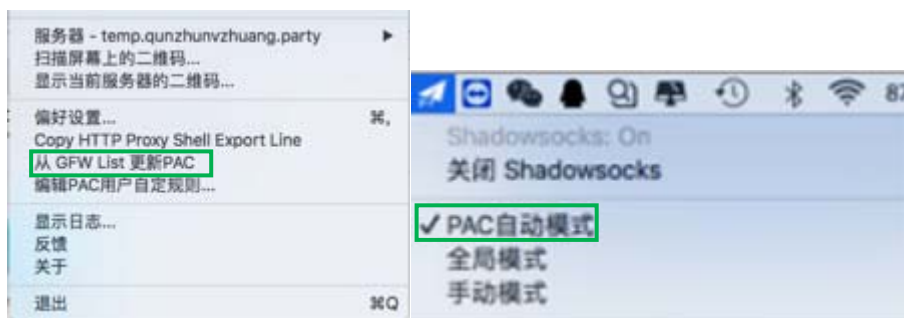 服务器 - temp.qunzhunvzhuang.party
扫描屏幕上的二维码...
显示当前服务器的二维码...
偏好设置... ⌘,
Copy HTTP Proxy Shell Export Line
从 GFW List 更新PAC
编辑PAC用户自定规则...
显示日志...
反馈
关于
退出 ⌘Q
Shadowsocks: On
关闭 Shadowsocks
✓ PAC自动模式
全局模式
手动模式